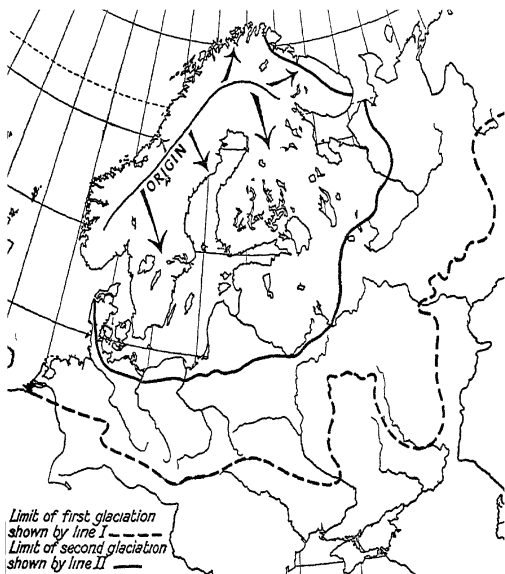 ORIGIN
Limit of first glaciation
shown by line I
Limit of second glaciation
shown by line II